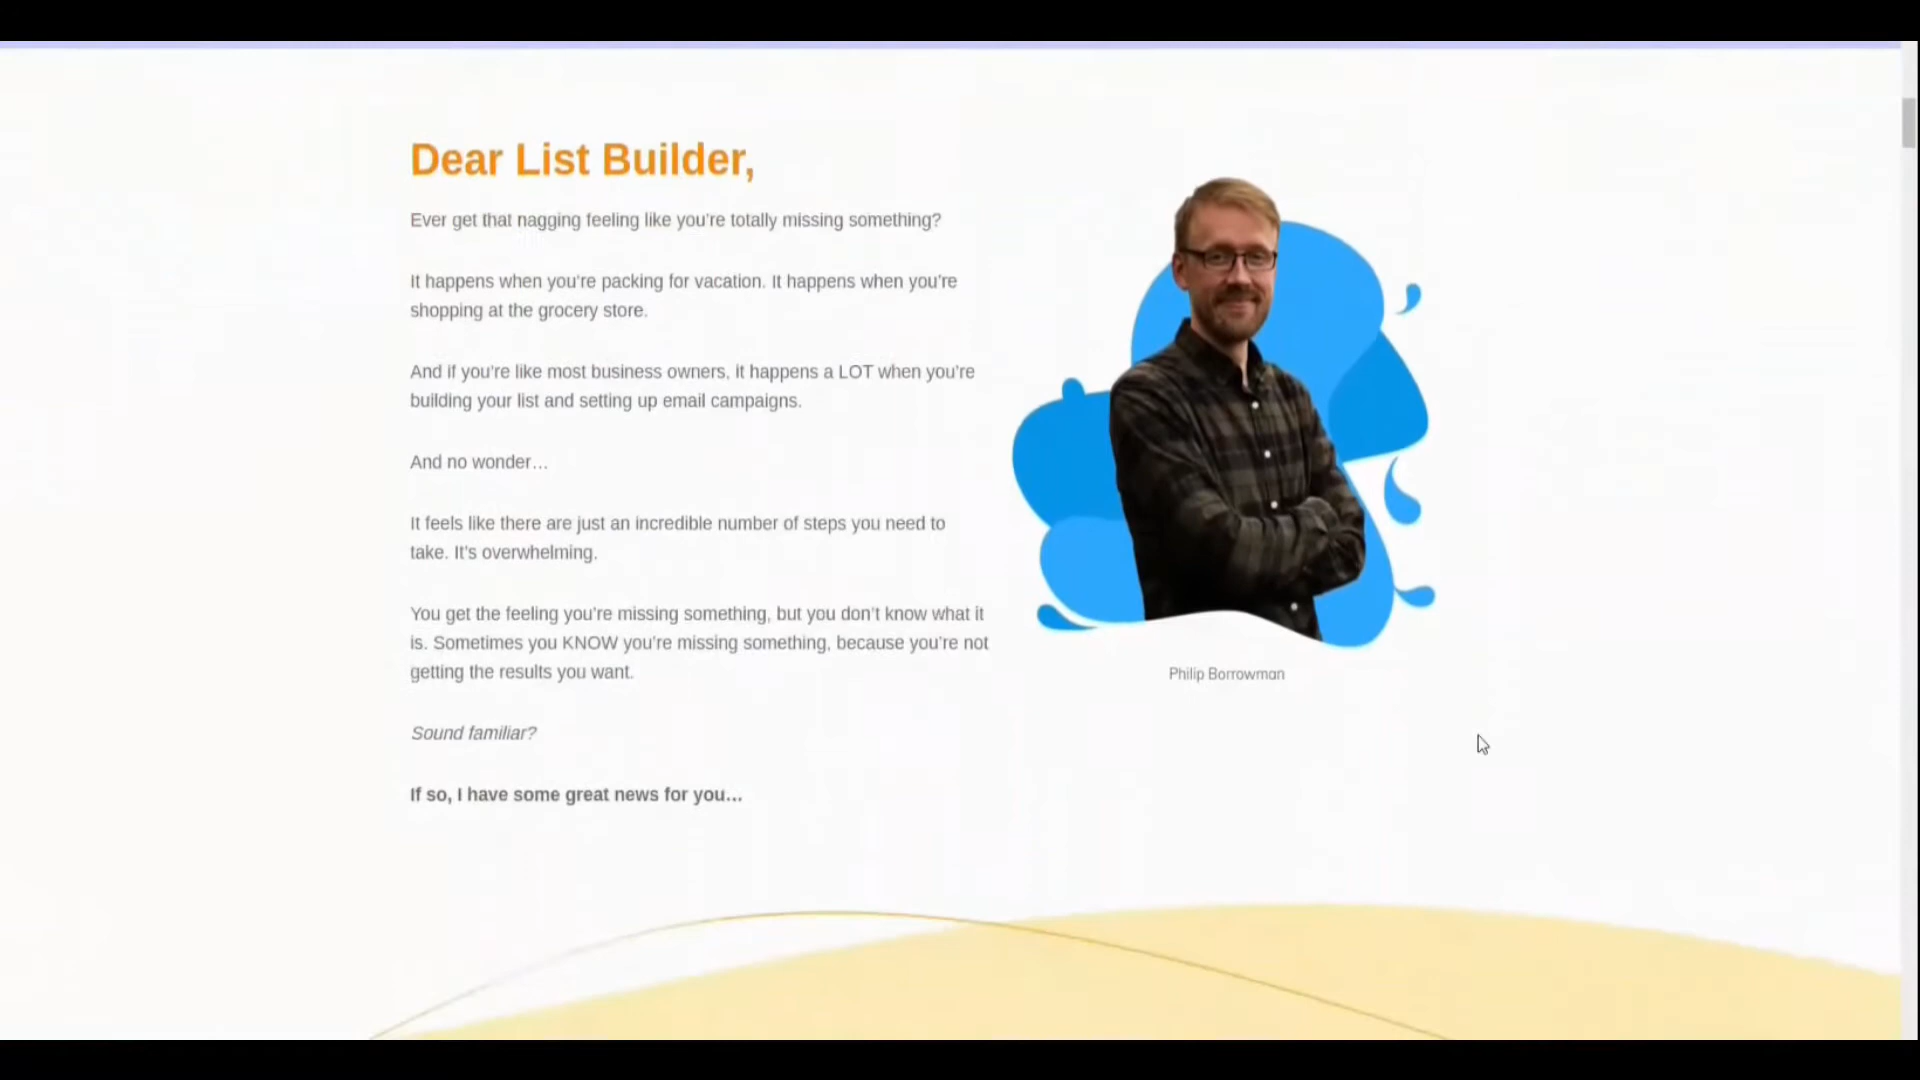 Dear List Builder,
Ever get that nagging feeling like you're totally missing something?
It happens when you're packing for vacation. It happens when you're
shopping at the grocery store.
And if you're like most business owners, it happens a LOT when you're
building your list and setting up email campaigns.
And no wonder…
It feels like there are just an incredible number of steps you need to
take. It's overwhelming.
You get the feeling you're missing something, but you don't know what it
is. Sometimes you KNOW you're missing something, because you're not
getting the results you want.
Sound familiar?
If so, I have some great news for you…
Philip Borrowman